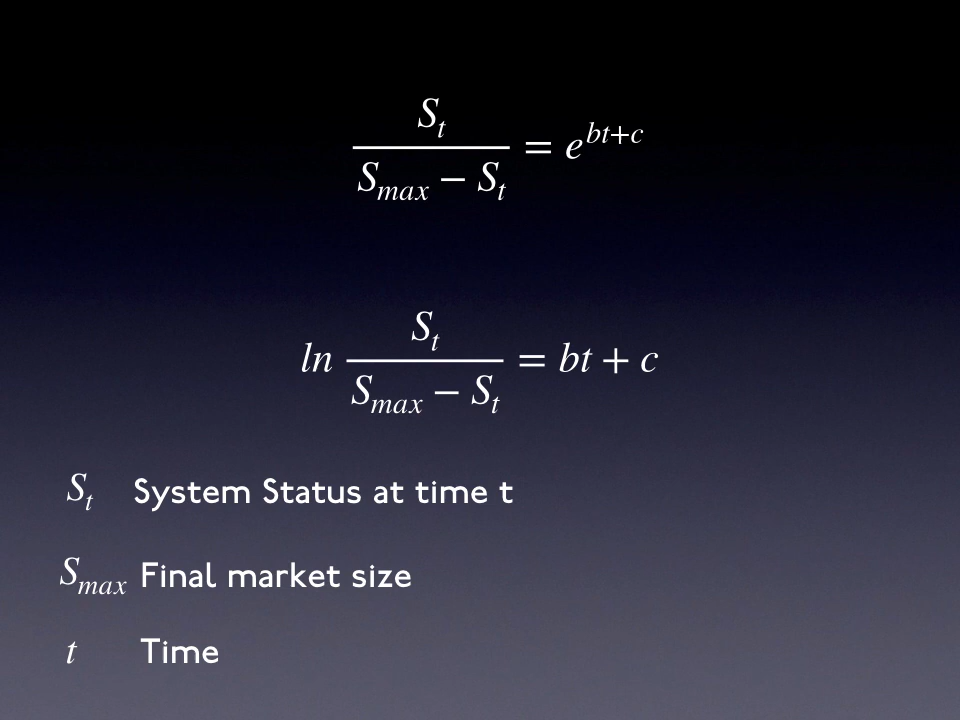 S_t / (S_max − S_t) = e^(bt+c)
ln S_t / (S_max − S_t) = bt + c
S_t System Status at time t
S_max Final market size
t Time